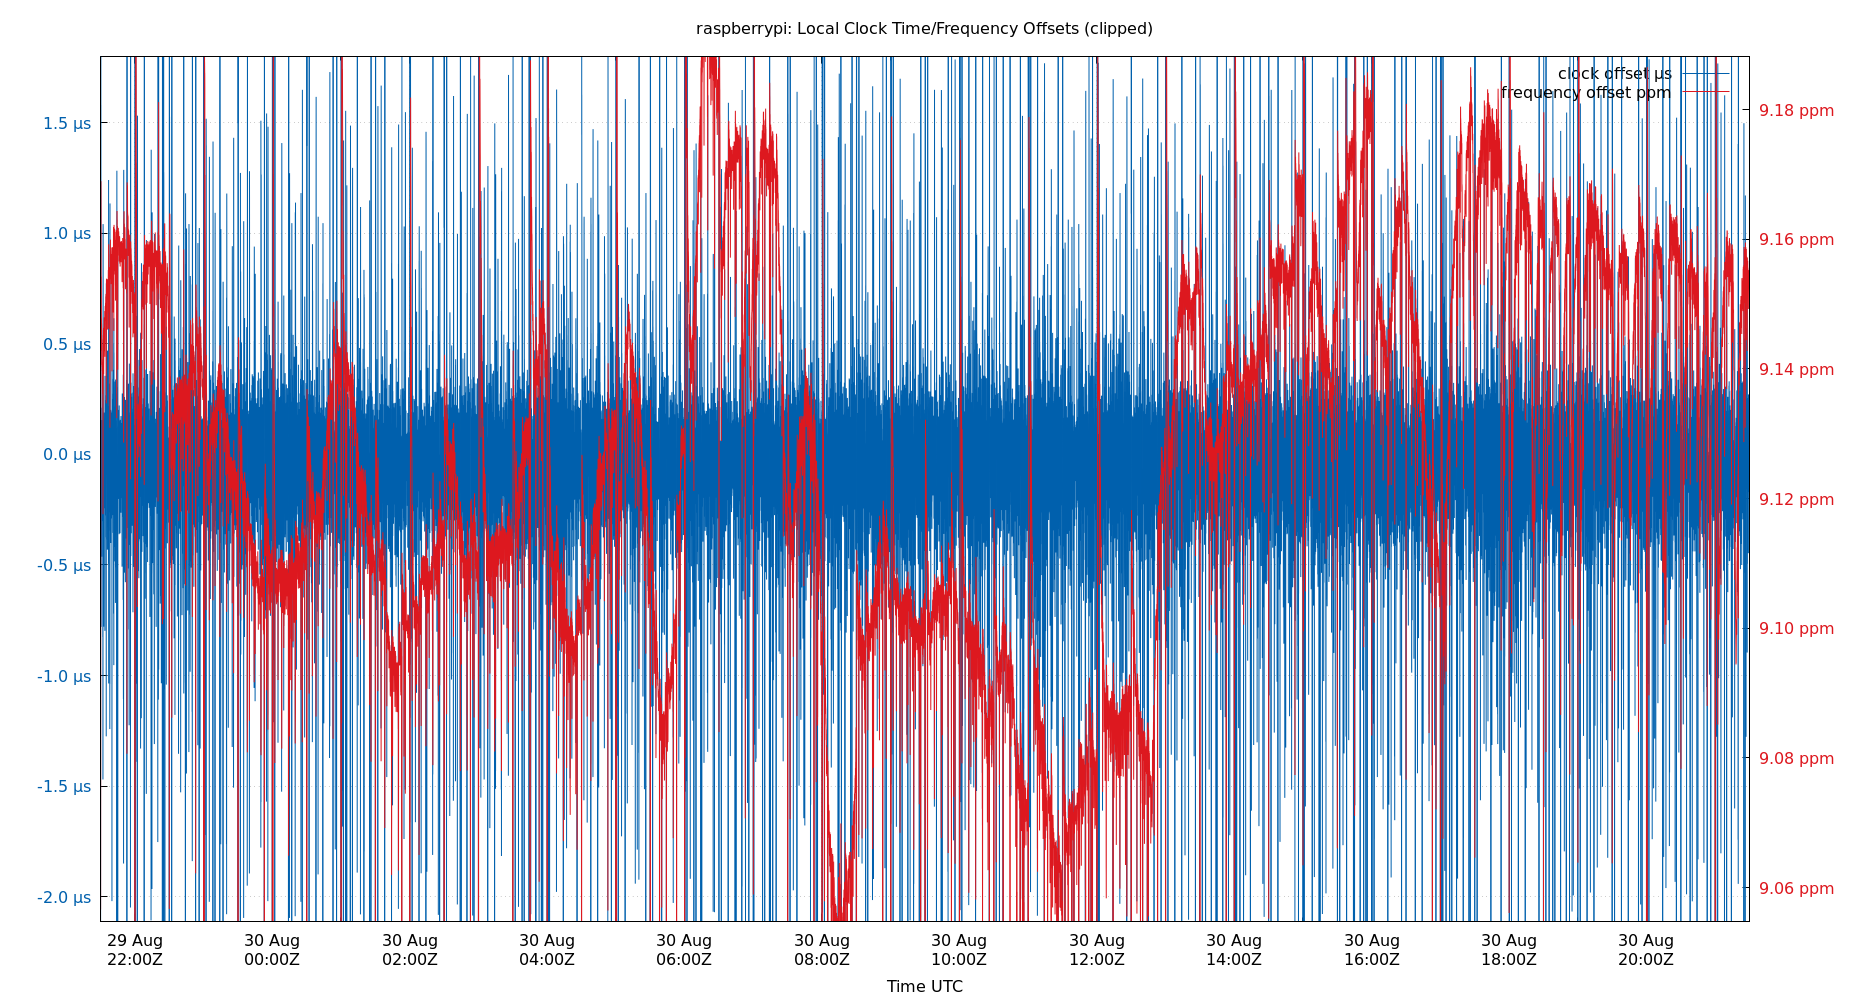 raspberrypi: Local Clock Time/Frequency Offsets (clipped)
clock offset µs
frequency offset ppm
1.5 µs
1.0 µs
0.5 µs
0.0 µs
-0.5 µs
-1.0 µs
-1.5 µs
-2.0 µs
9.18 ppm
9.16 ppm
9.14 ppm
9.12 ppm
9.10 ppm
9.08 ppm
9.06 ppm
29 Aug
22:00Z
30 Aug
00:00Z
30 Aug
02:00Z
30 Aug
04:00Z
30 Aug
06:00Z
30 Aug
08:00Z
30 Aug
10:00Z
30 Aug
12:00Z
30 Aug
14:00Z
30 Aug
16:00Z
30 Aug
18:00Z
30 Aug
20:00Z
Time UTC